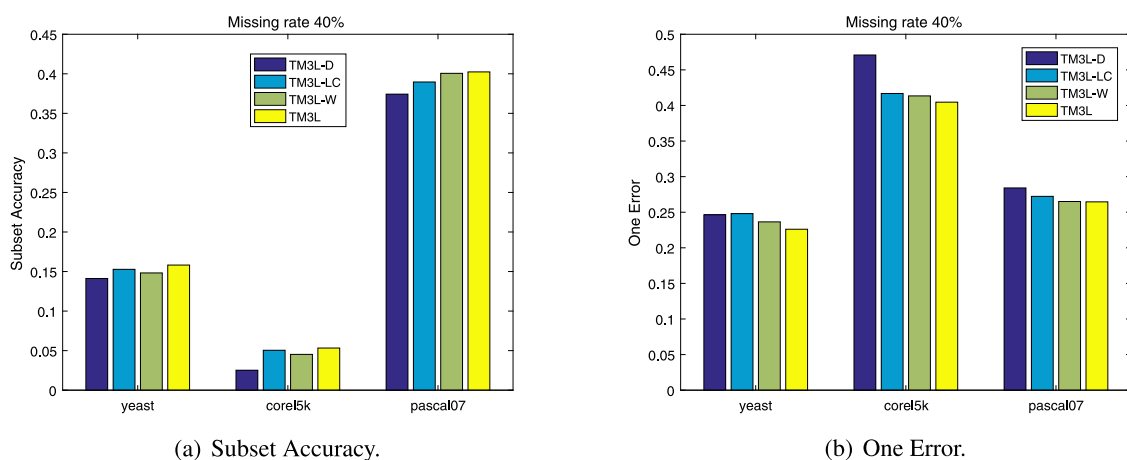 Missing rate 40%
0.45
0.4
0.35
0.3
0.25
0.2
0.15
0.1
0.05
0
Subset Accuracy
TM3L-D
TM3L-LC
TM3L-W
TM3L
yeast
corel5k
pascal07
(a) Subset Accuracy.
Missing rate 40%
0.5
0.45
0.4
0.35
0.3
0.25
0.2
0.15
0.1
0.05
0
One Error
TM3L-D
TM3L-LC
TM3L-W
TM3L
yeast
corel5k
pascal07
(b) One Error.